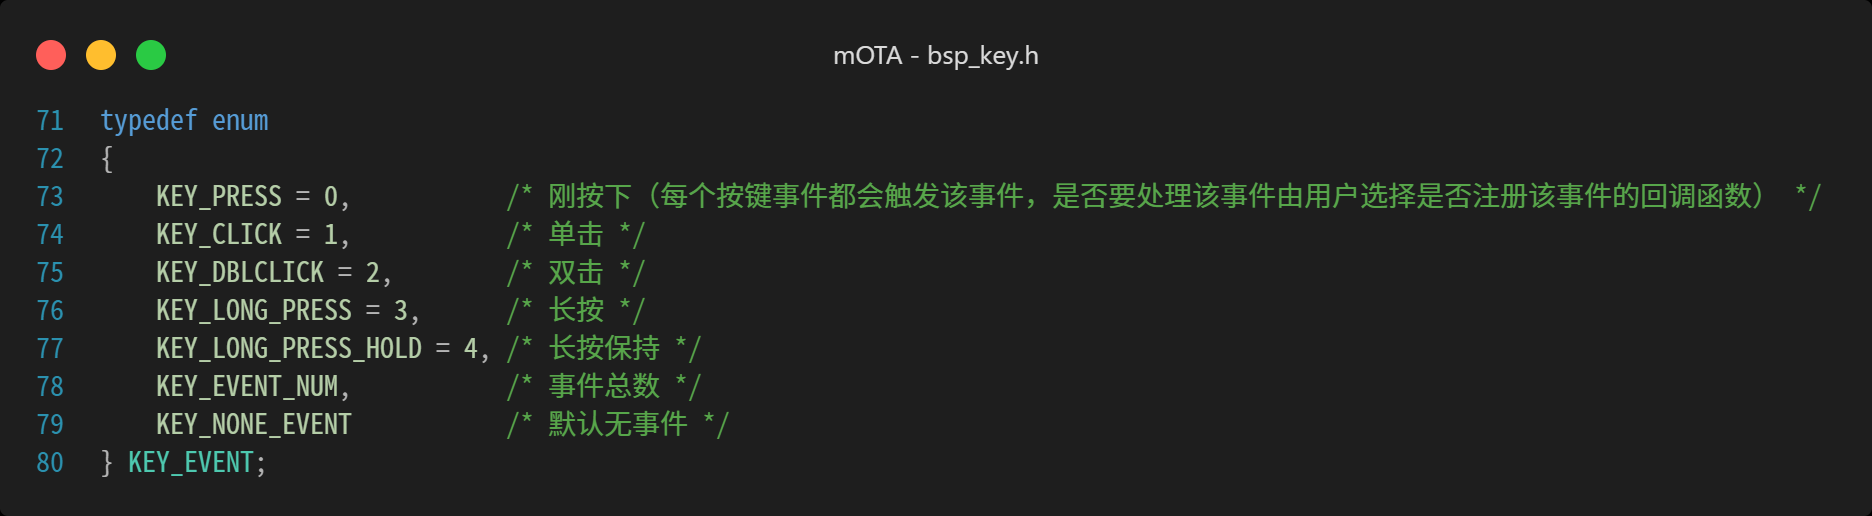 mOTA - bsp_key.h
71 typedef enum
72 {
73     KEY_PRESS = 0,           /* 刚按下（每个按键事件都会触发该事件，是否要处理该事件由用户选择是否注册该事件的回调函数） */
74     KEY_CLICK = 1,           /* 单击 */
75     KEY_DBLCLICK = 2,        /* 双击 */
76     KEY_LONG_PRESS = 3,      /* 长按 */
77     KEY_LONG_PRESS_HOLD = 4, /* 长按保持 */
78     KEY_EVENT_NUM,           /* 事件总数 */
79     KEY_NONE_EVENT           /* 默认无事件 */
80 } KEY_EVENT;